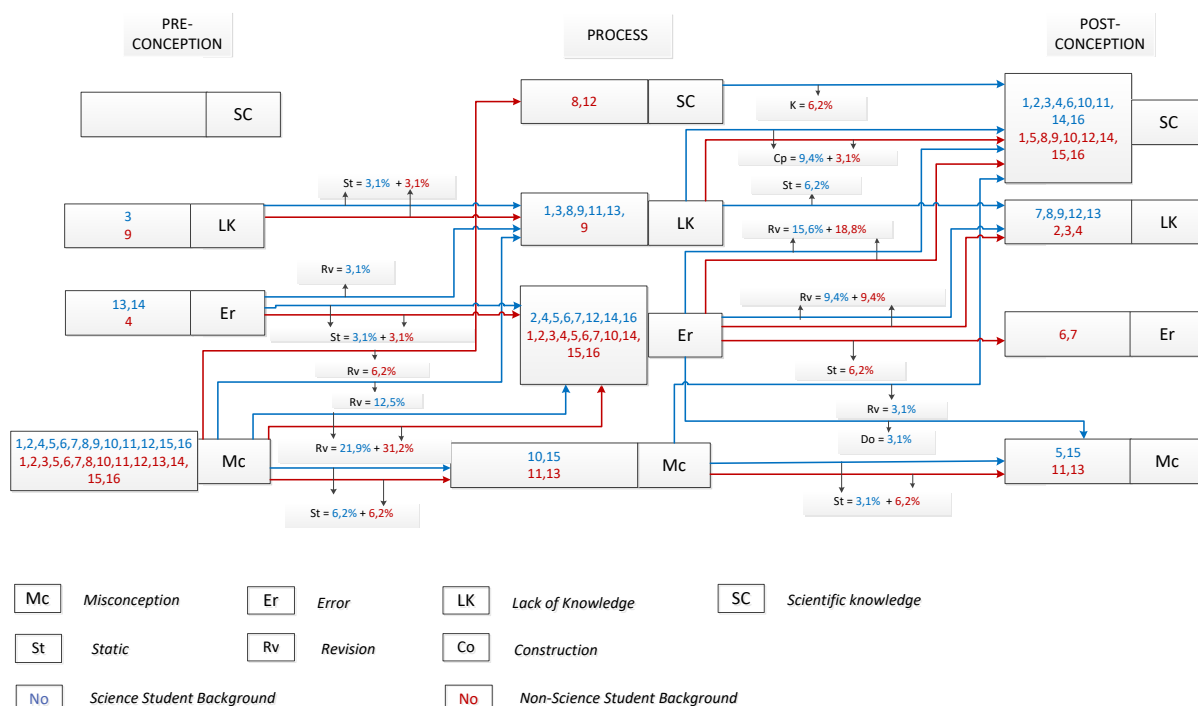 PRE-
CONCEPTION
PROCESS
POST-
CONCEPTION
SC
8,12
SC
K = 6,2%
1,2,3,4,6,10,11,
14,16
1,5,8,9,10,12,14,
15,16
SC
Cp = 9,4% + 3,1%
St = 3,1% + 3,1%
St = 6,2%
3
9
LK
1,3,8,9,11,13,
9
LK
Rv = 15,6% + 18,8%
7,8,9,12,13
2,3,4
LK
Rv = 3,1%
13,14
4
Er
Rv = 9,4% + 9,4%
2,4,5,6,7,12,14,16
1,2,3,4,5,6,7,10,14,
15,16
Er
6,7
Er
St = 3,1% + 3,1%
Rv = 6,2%
St = 6,2%
Rv = 12,5%
Rv = 3,1%
Rv = 21,9% + 31,2%
Do = 3,1%
1,2,4,5,6,7,8,9,10,11,12,15,16
1,2,3,5,6,7,8,10,11,12,13,14,
15,16
Mc
10,15
11,13
Mc
5,15
11,13
Mc
St = 6,2% + 6,2%
St = 3,1% + 6,2%
Mc Misconception Er Error LK Lack of Knowledge SC Scientific knowledge
St Static Rv Revision Co Construction
No Science Student Background No Non-Science Student Background